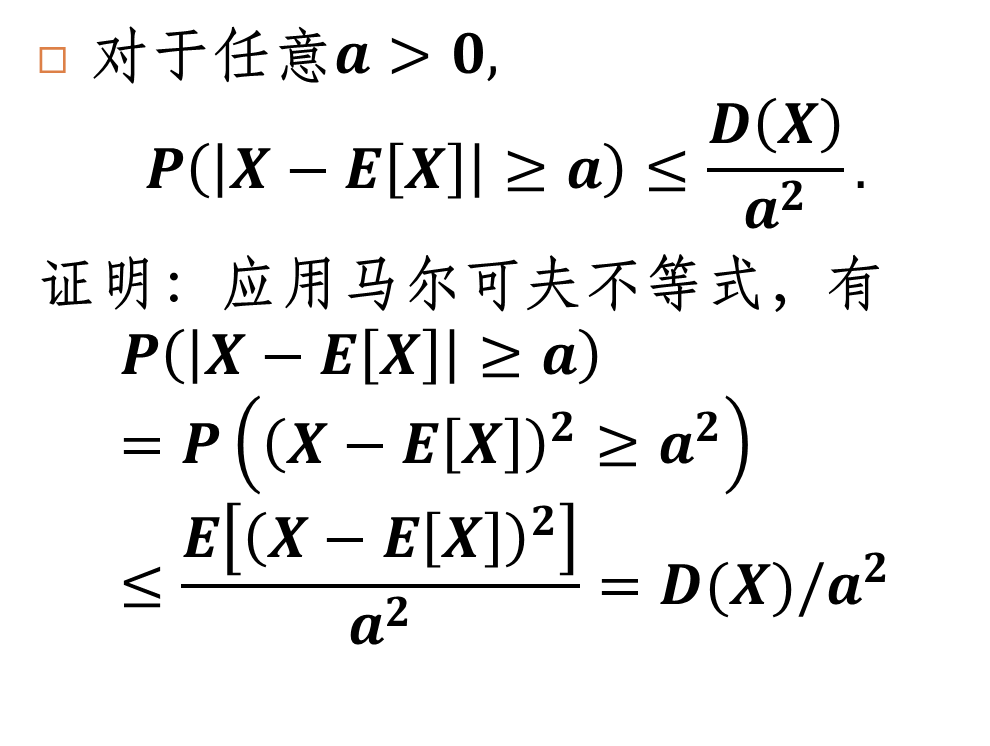 □ 对于任意a > 0,
P(|X − E[X]| ≥ a) ≤ D(X)/a² .
证明：应用马尔可夫不等式，有
P(|X − E[X]| ≥ a)
= P((X − E[X])² ≥ a²)
≤ E[(X − E[X])²]/a² = D(X)/a²